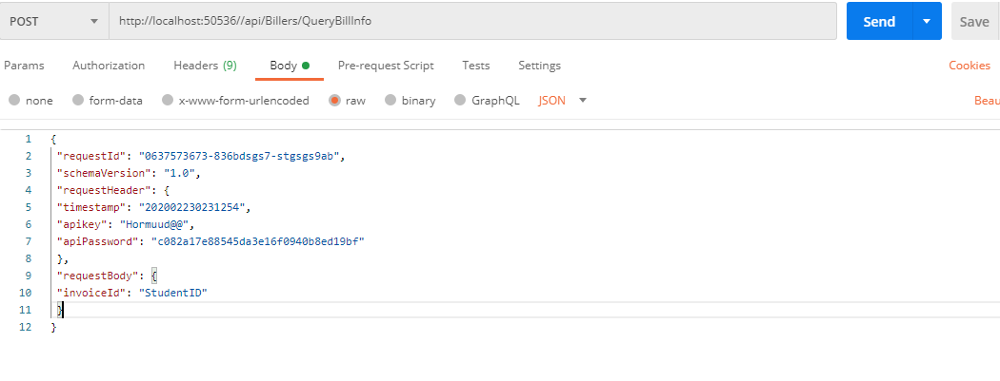 POST http://localhost:50536//api/Billers/QueryBillInfo Send Save
Params Authorization Headers (9) Body Pre-request Script Tests Settings Cookies
none form-data x-www-form-urlencoded raw binary GraphQL JSON Beau
1 {
2 "requestId": "0637573673-836bdsgs7-stgsgs9ab",
3 "schemaVersion": "1.0",
4 "requestHeader": {
5 "timestamp": "202002230231254",
6 "apikey": "Hormuud@@",
7 "apiPassword": "c082a17e88545da3e16f0940b8ed19bf"
8 },
9 "requestBody": {
10 "invoiceId": "StudentID"
11 }
12 }